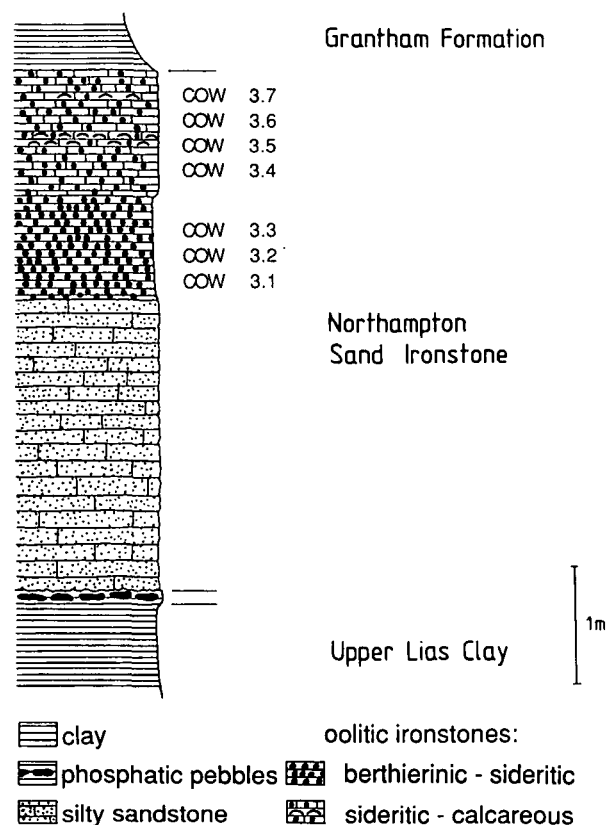 Grantham Formation
COW 3.7
COW 3.6
COW 3.5
COW 3.4
COW 3.3
COW 3.2
COW 3.1
Northampton
Sand Ironstone
1m
Upper Lias Clay
clay
phosphatic pebbles
silty sandstone
oolitic ironstones:
berthierinic - sideritic
sideritic - calcareous